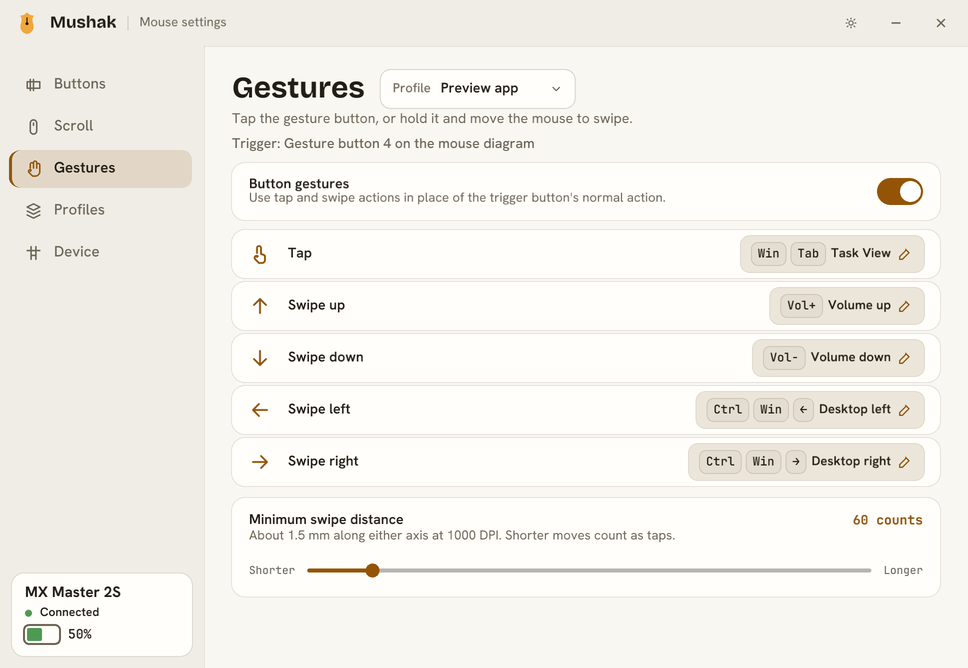 Mushak | Mouse settings
Buttons
Scroll
Gestures
Profiles
Device
MX Master 2S
Connected
50%
Gestures
Profile Preview app
Tap the gesture button, or hold it and move the mouse to swipe.
Trigger: Gesture button 4 on the mouse diagram
Button gestures
Use tap and swipe actions in place of the trigger button's normal action.
Tap Win Tab Task View
Swipe up Vol+ Volume up
Swipe down Vol- Volume down
Swipe left Ctrl Win ← Desktop left
Swipe right Ctrl Win → Desktop right
Minimum swipe distance 60 counts
About 1.5 mm along either axis at 1000 DPI. Shorter moves count as taps.
Shorter Longer